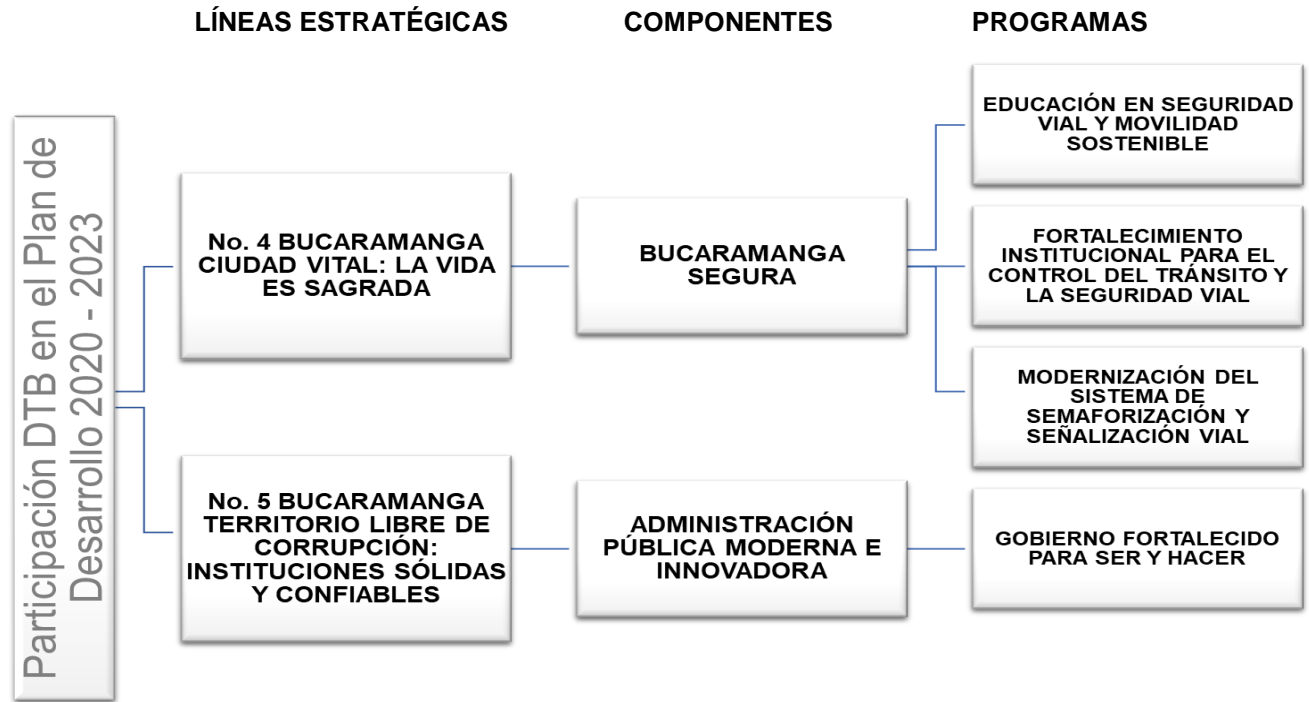 LÍNEAS ESTRATÉGICAS
COMPONENTES
PROGRAMAS
Participación DTB en el Plan de
Desarrollo 2020 - 2023
No. 4 BUCARAMANGA
CIUDAD VITAL: LA VIDA
ES SAGRADA
BUCARAMANGA
SEGURA
EDUCACIÓN EN SEGURIDAD
VIAL Y MOVILIDAD
SOSTENIBLE
FORTALECIMIENTO
INSTITUCIONAL PARA EL
CONTROL DEL TRÁNSITO Y
LA SEGURIDAD VIAL
MODERNIZACIÓN DEL
SISTEMA DE
SEMAFORIZACIÓN Y
SEÑALIZACIÓN VIAL
No. 5 BUCARAMANGA
TERRITORIO LIBRE DE
CORRUPCIÓN:
INSTITUCIONES SÓLIDAS
Y CONFIABLES
ADMINISTRACIÓN
PÚBLICA MODERNA E
INNOVADORA
GOBIERNO FORTALECIDO
PARA SER Y HACER